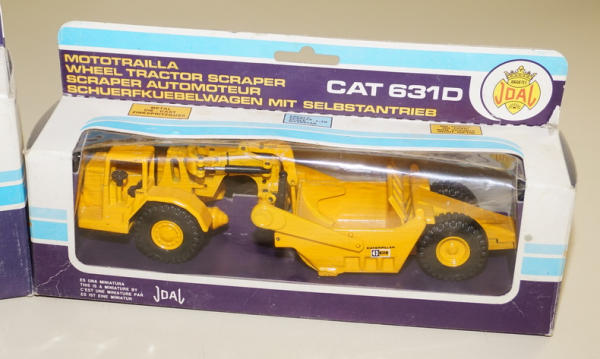 MOTOTRAILLA
WHEEL TRACTOR SCRAPER
SCRAPER AUTOMOTEUR
SCHUERFKUEBELWAGEN MIT SELBSTANTRIEB
CAT 631D
JOAL
METAL
CATERPILLAR
ES UNA MINIATURA
THIS IS A MINIATURE BY
C'EST UNE MINIATURE PAR
ES IST EINE MINIATUR
JOAL